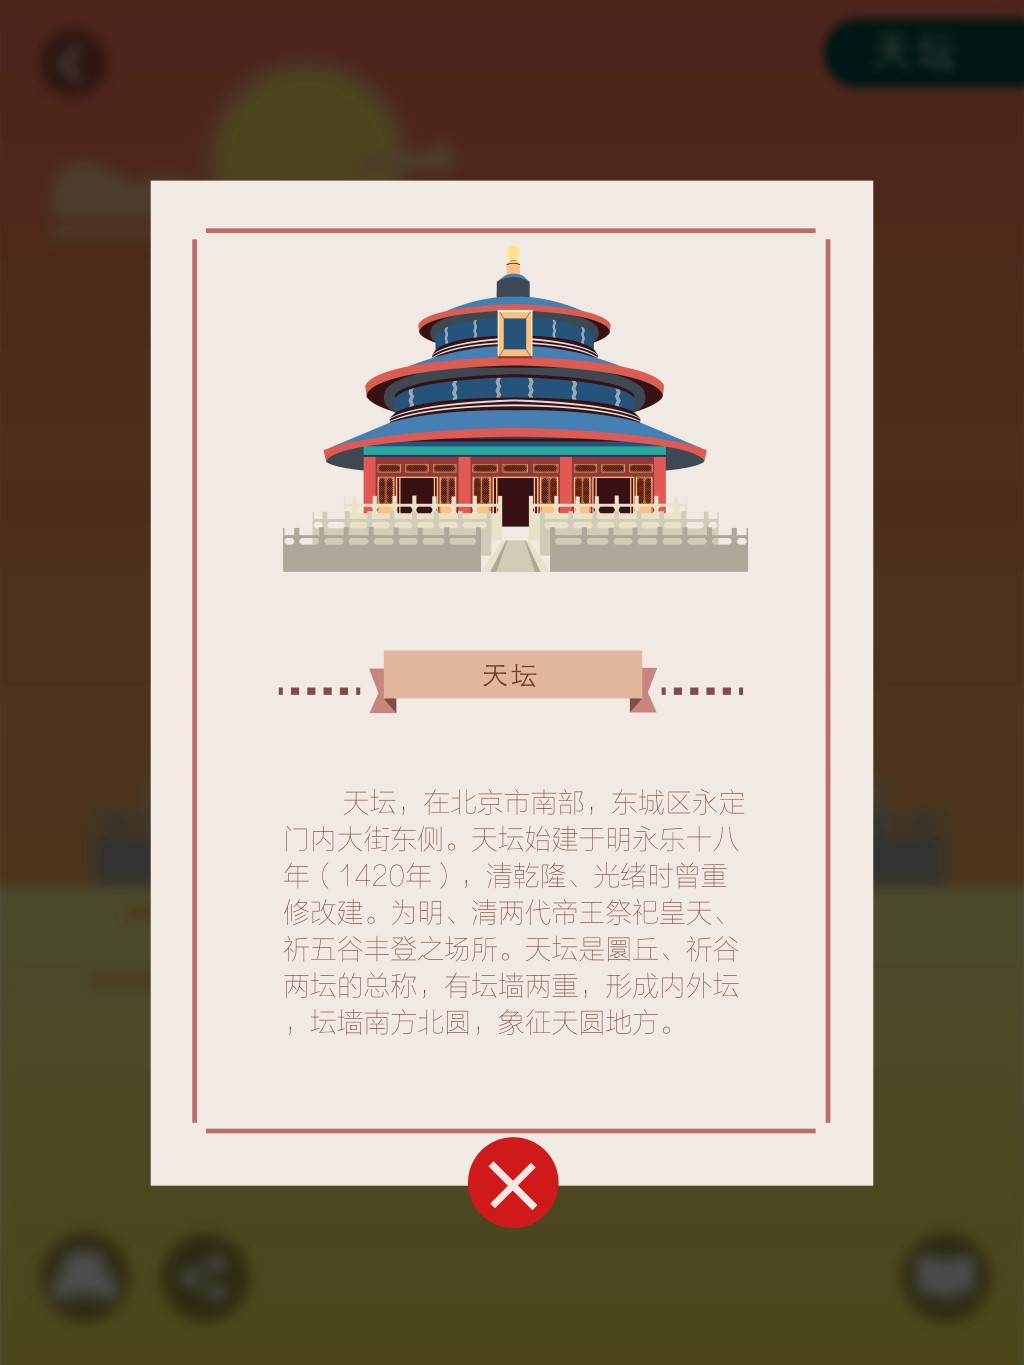 天坛
天坛
天坛，在北京市南部，东城区永定
门内大街东侧。天坛始建于明永乐十八
年（1420年），清乾隆、光绪时曾重
修改建。为明、清两代帝王祭祀皇天、
祈五谷丰登之场所。天坛是圜丘、祈谷
两坛的总称，有坛墙两重，形成内外坛
，坛墙南方北圆，象征天圆地方。